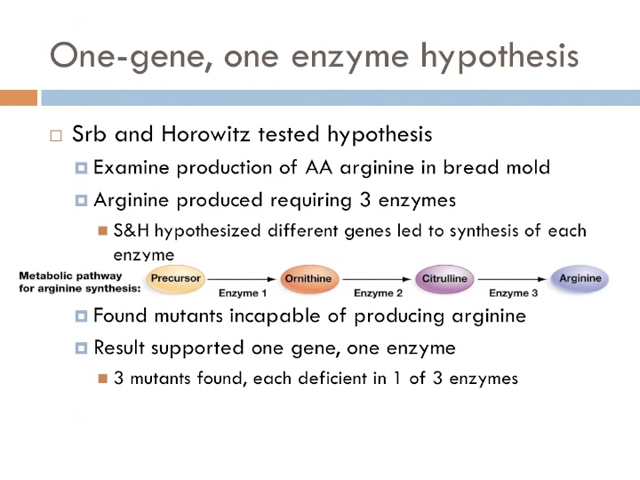 One-gene, one enzyme hypothesis
Srb and Horowitz tested hypothesis
Examine production of AA arginine in bread mold
Arginine produced requiring 3 enzymes
S&H hypothesized different genes led to synthesis of each
enzyme
Metabolic pathway
for arginine synthesis:
Precursor
Enzyme 1
Ornithine
Enzyme 2
Citrulline
Enzyme 3
Arginine
Found mutants incapable of producing arginine
Result supported one gene, one enzyme
3 mutants found, each deficient in 1 of 3 enzymes